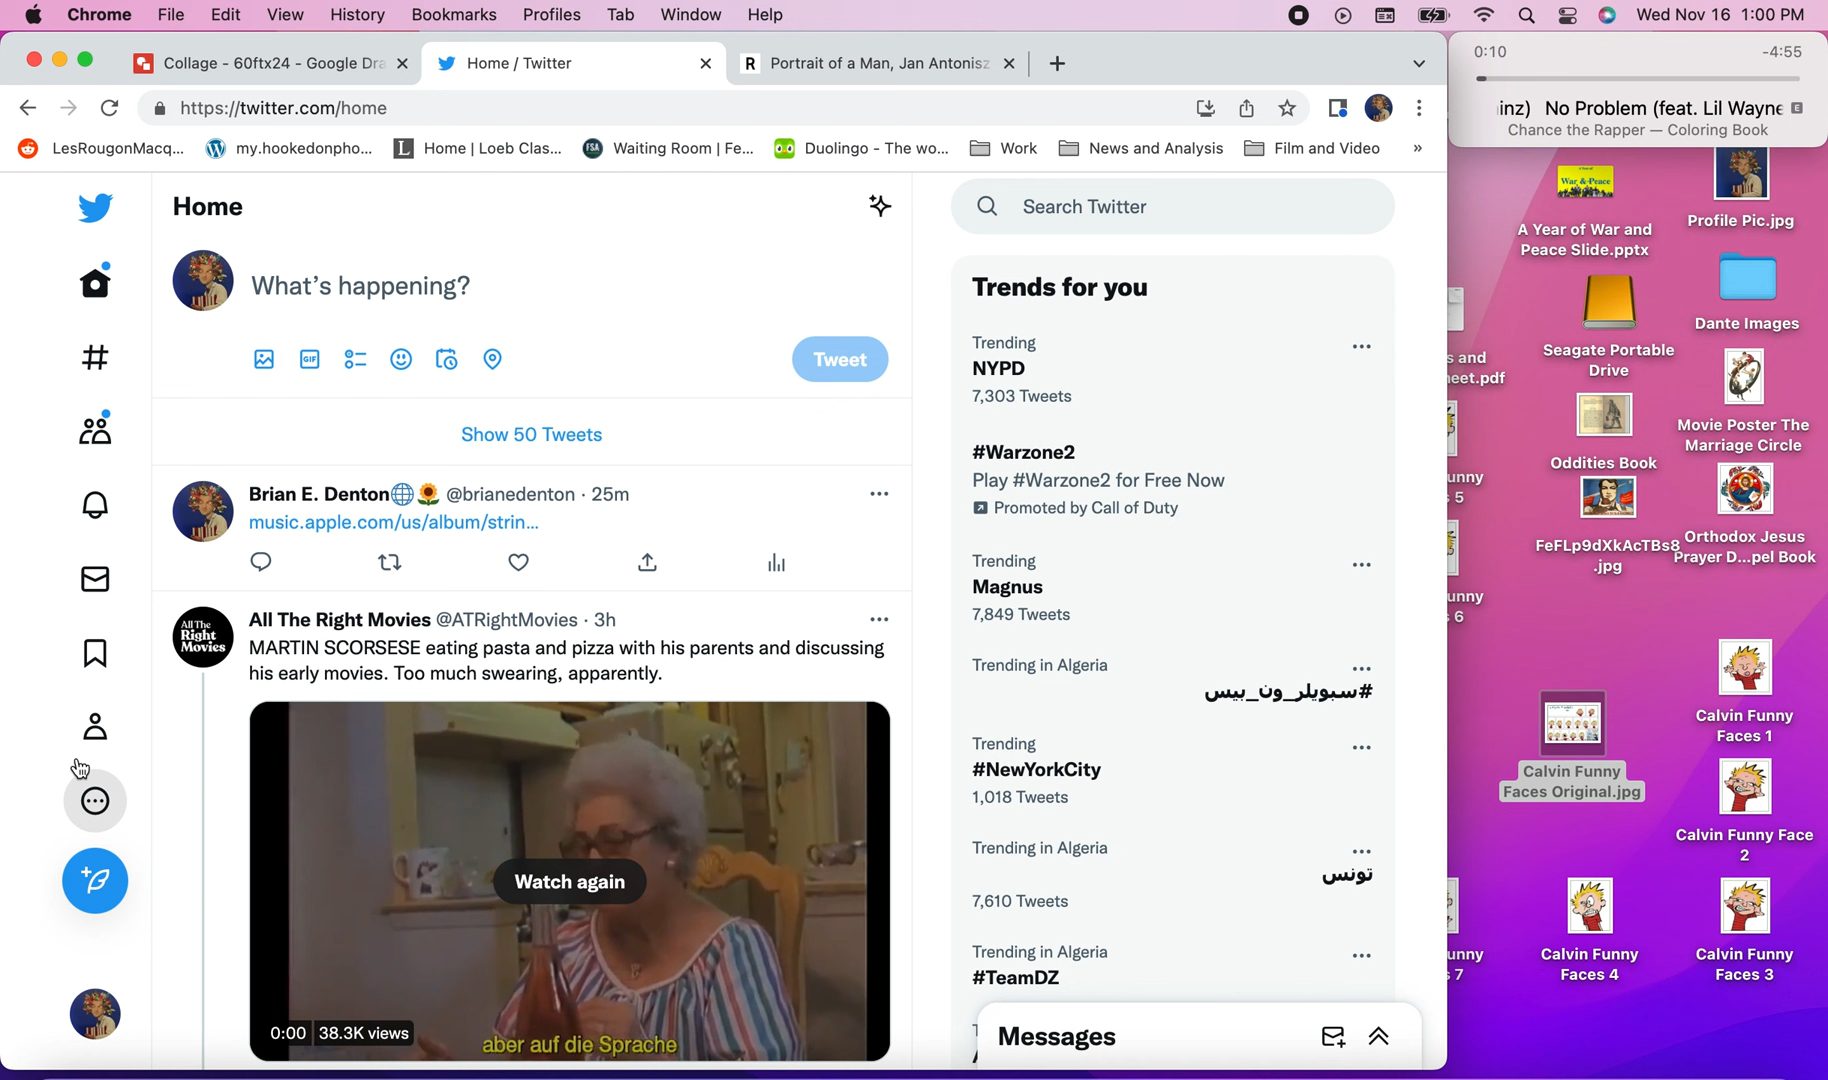 Chrome File Edit View History Bookmarks Profiles Tab Window Help
Wed Nov 16 1:00 PM
Collage - 60ftx24 - Google Dra
Home / Twitter
R Portrait of a Man, Jan Antonisz
https://twitter.com/home
LesRougonMacq...
my.hookedonpho...
L Home | Loeb Clas...
FSA Waiting Room | Fe...
Duolingo - The wo...
Work
News and Analysis
Film and Video
»
Home
What's happening?
GIF
Tweet
Show 50 Tweets
Brian E. Denton🌐🌻 @brianedenton · 25m
music.apple.com/us/album/strin...
All The Right Movies
All The Right Movies @ATRightMovies · 3h
MARTIN SCORSESE eating pasta and pizza with his parents and discussing
his early movies. Too much swearing, apparently.
Watch again
0:00 38.3K views
aber auf die Sprache
Search Twitter
Trends for you
Trending
NYPD
7,303 Tweets
#Warzone2
Play #Warzone2 for Free Now
Promoted by Call of Duty
Trending
Magnus
7,849 Tweets
Trending in Algeria
#سبويلر_ون_بيس
Trending
#NewYorkCity
1,018 Tweets
Trending in Algeria
تونس
7,610 Tweets
Trending in Algeria
#TeamDZ
Messages
0:10 -4:55
inz) No Problem (feat. Lil Wayne E
Chance the Rapper — Coloring Book
War & Peace
A Year of War and
Peace Slide.pptx
Profile Pic.jpg
Dante Images
Seagate Portable
Drive
s and
eet.pdf
Movie Poster The
Marriage Circle
Oddities Book
unny
5
FeFLp9dXkAcTBs8
.jpg
Orthodox Jesus
Prayer D...pel Book
unny
6
Calvin Funny
Faces 1
Calvin Funny
Faces Original.jpg
Calvin Funny Face
2
unny
7
Calvin Funny
Faces 4
Calvin Funny
Faces 3